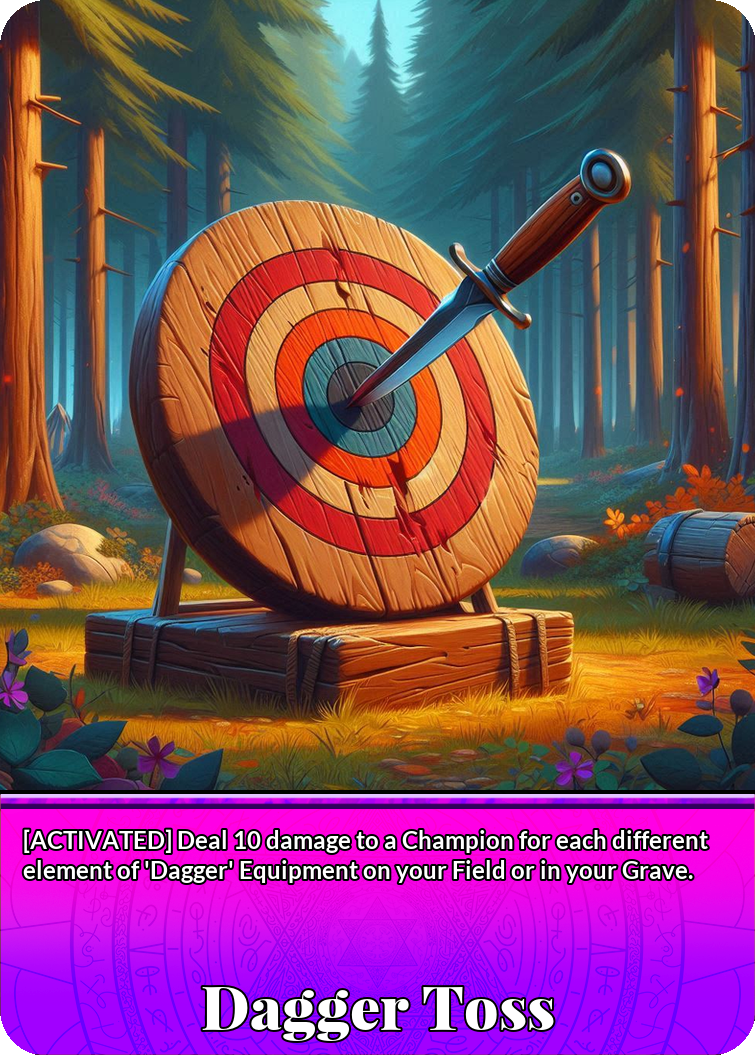 [ACTIVATED] Deal 10 damage to a Champion for each different
element of 'Dagger' Equipment on your Field or in your Grave.
Dagger Toss